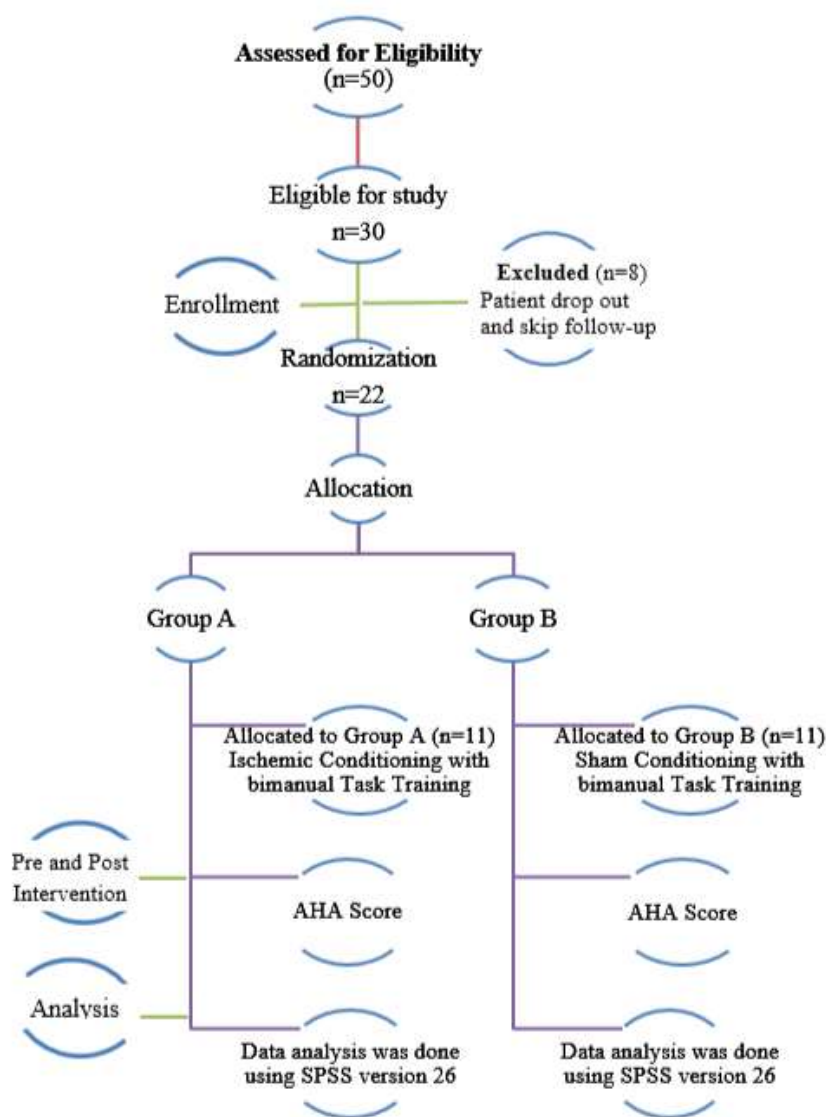 Assessed for Eligibility
(n=50)
Eligible for study
n=30
Enrollment
Excluded (n=8)
Patient drop out
and skip follow-up
Randomization
n=22
Allocation
Group A
Group B
Allocated to Group A (n=11)
Ischemic Conditioning with
bimanual Task Training
Allocated to Group B (n=11)
Sham Conditioning with
bimanual Task Training
Pre and Post
Intervention
AHA Score
AHA Score
Analysis
Data analysis was done
using SPSS version 26
Data analysis was done
using SPSS version 26